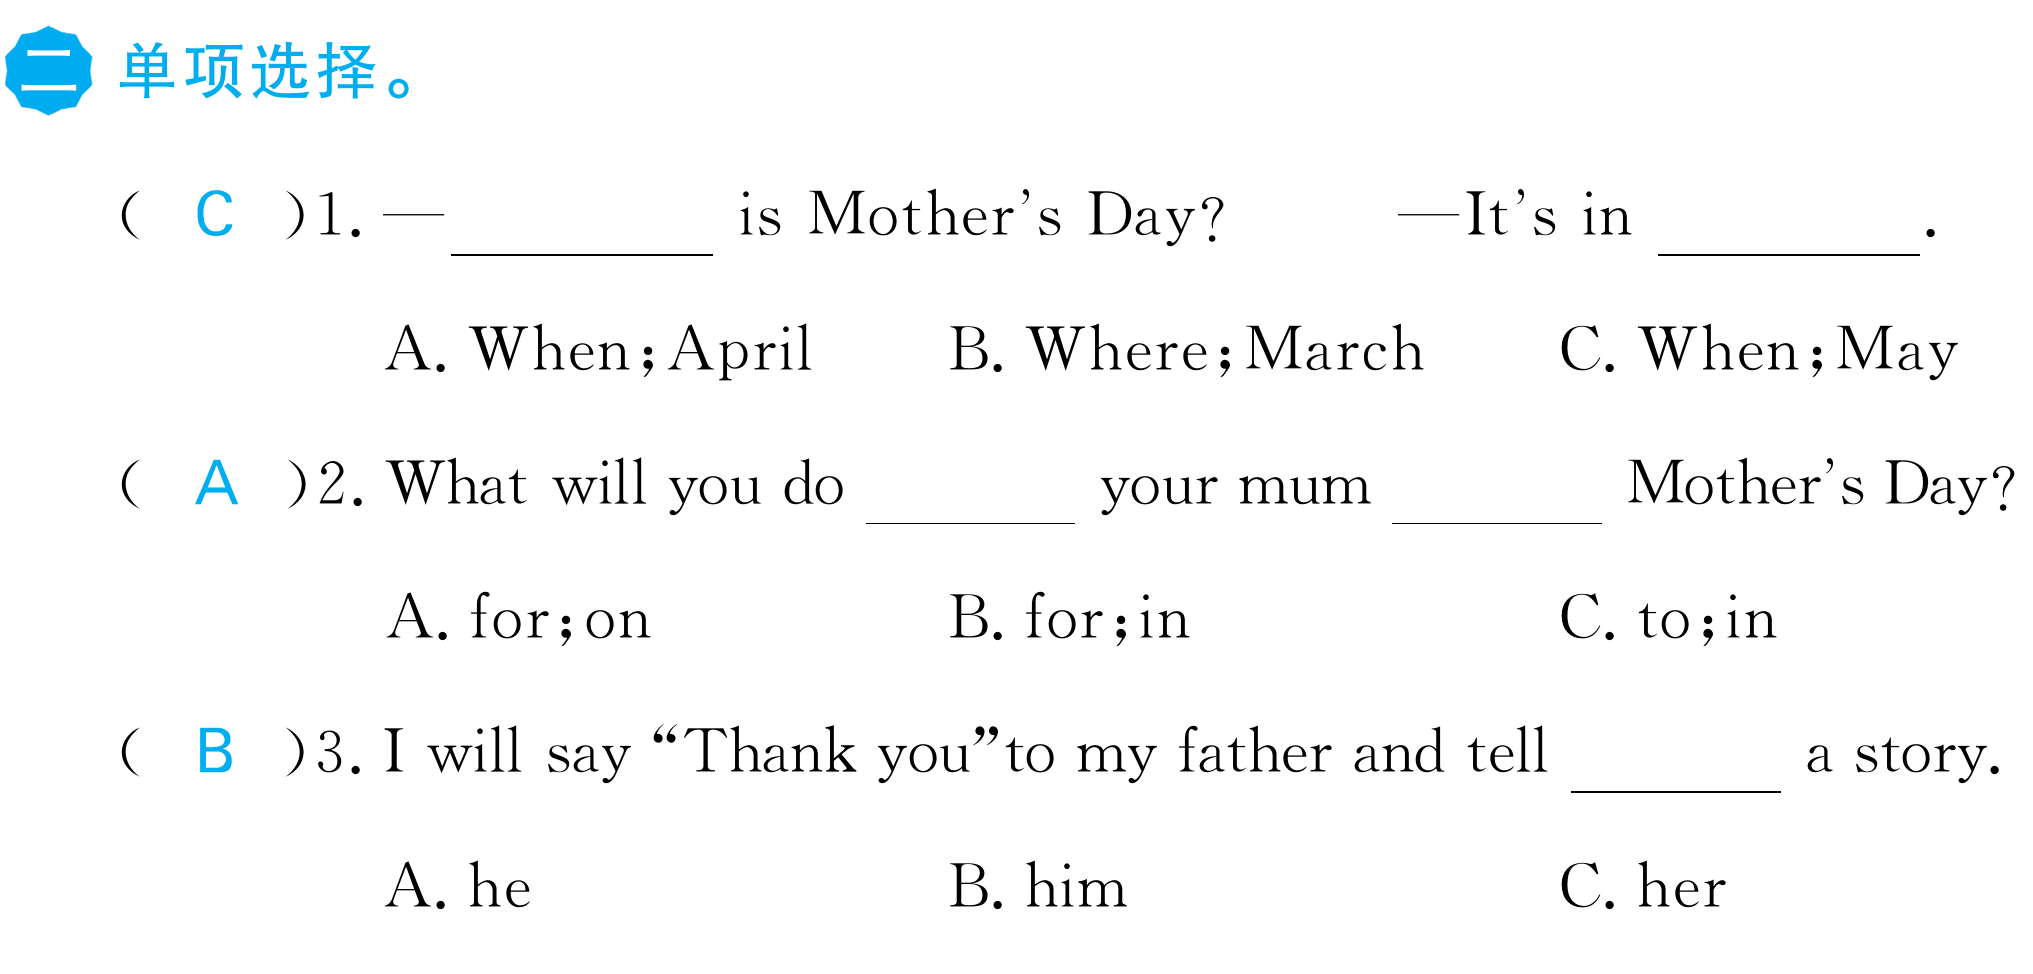 二 单项选择。
( C )1. —________ is Mother's Day? —It's in ________.
A. When;April B. Where;March C. When;May
( A )2. What will you do ______ your mum ______ Mother's Day?
A. for;on B. for;in C. to;in
( B )3. I will say “Thank you”to my father and tell ______ a story.
A. he B. him C. her